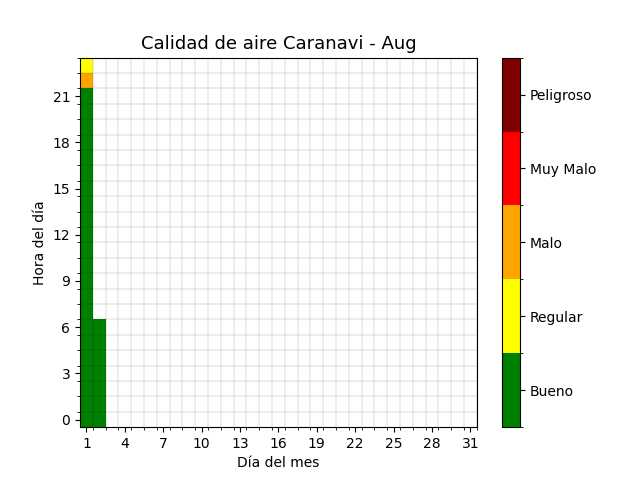 Calidad de aire Caranavi - Aug
Hora del día
21
18
15
12
9
6
3
0
1 4 7 10 13 16 19 22 25 28 31
Día del mes
Peligroso
Muy Malo
Malo
Regular
Bueno